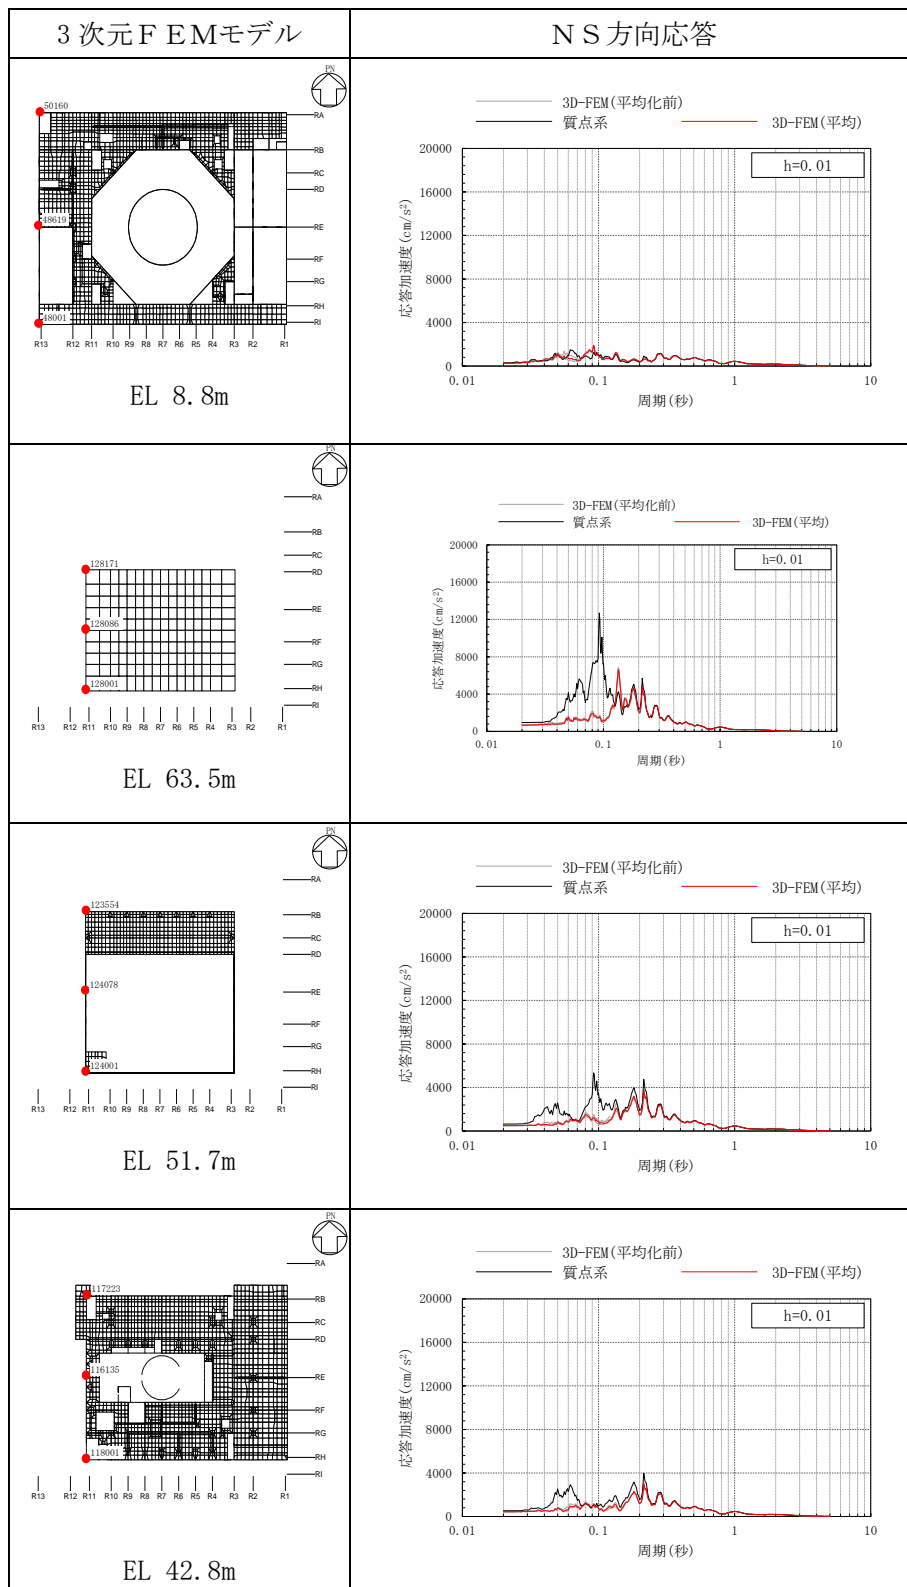 3次元FEMモデル
NS方向応答
PN
50160
48619
48001
RA
RB
RC
RD
RE
RF
RG
RH
RI
R13 R12 R11 R10 R9 R8 R7 R6 R5 R4 R3 R2 R1
EL 8.8m
3D-FEM(平均化前)
質点系
3D-FEM(平均)
h=0.01
応答加速度(cm/s²)
20000
16000
12000
8000
4000
0
0.01 0.1 1 10
周期(秒)
PN
128171
128086
128001
RA
RB
RC
RD
RE
RF
RG
RH
RI
R13 R12 R11 R10 R9 R8 R7 R6 R5 R4 R3 R2 R1
EL 63.5m
3D-FEM(平均化前)
質点系
3D-FEM(平均)
h=0.01
応答加速度(cm/s²)
20000
16000
12000
8000
4000
0
0.01 0.1 1 10
周期(秒)
PN
123554
124078
124001
RA
RB
RC
RD
RE
RF
RG
RH
RI
R13 R12 R11 R10 R9 R8 R7 R6 R5 R4 R3 R2 R1
EL 51.7m
3D-FEM(平均化前)
質点系
3D-FEM(平均)
h=0.01
応答加速度(cm/s²)
20000
16000
12000
8000
4000
0
0.01 0.1 1 10
周期(秒)
PN
117223
116135
118001
RA
RB
RC
RD
RE
RF
RG
RH
RI
R13 R12 R11 R10 R9 R8 R7 R6 R5 R4 R3 R2 R1
EL 42.8m
3D-FEM(平均化前)
質点系
3D-FEM(平均)
h=0.01
応答加速度(cm/s²)
20000
16000
12000
8000
4000
0
0.01 0.1 1 10
周期(秒)